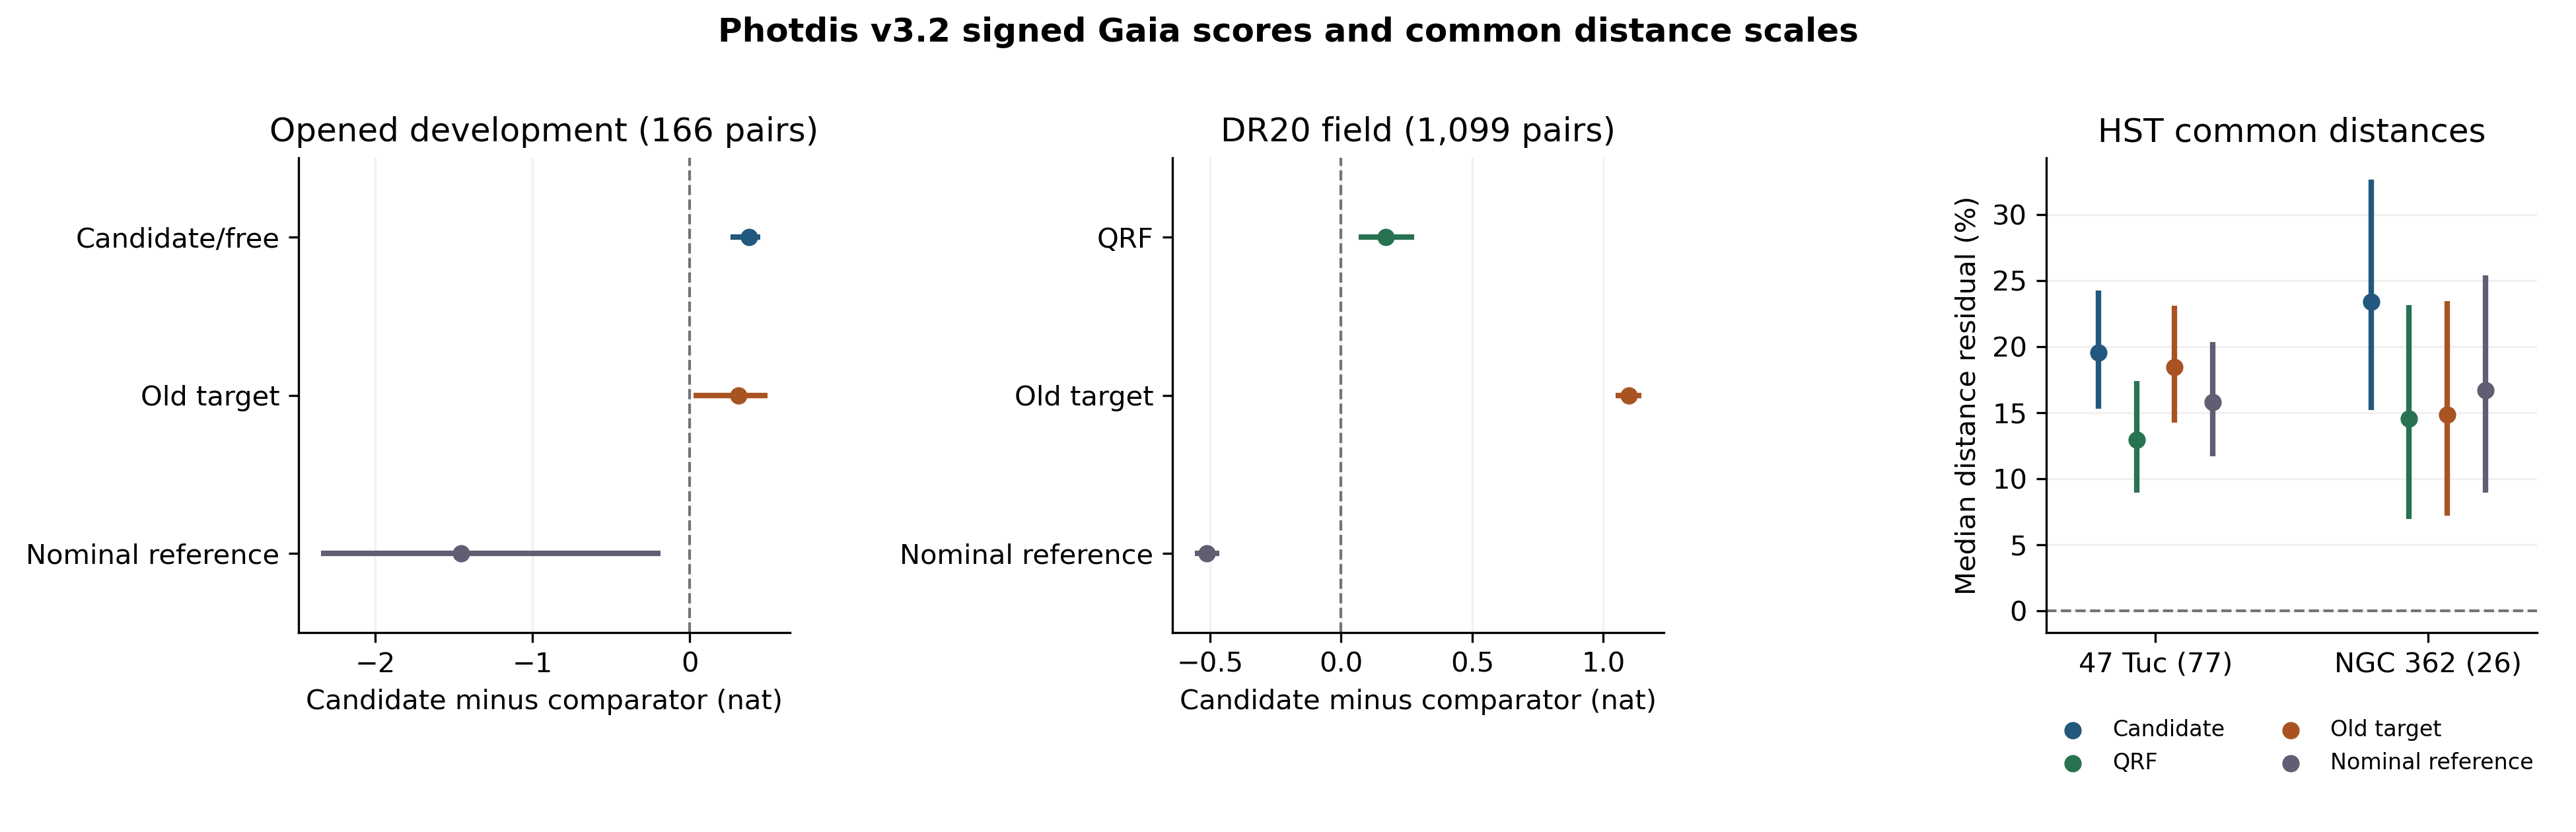 Photdis v3.2 signed Gaia scores and common distance scales
Opened development (166 pairs)
Candidate/free
Old target
Nominal reference
−2 −1 0
Candidate minus comparator (nat)
DR20 field (1,099 pairs)
QRF
Old target
Nominal reference
−0.5 0.0 0.5 1.0
Candidate minus comparator (nat)
HST common distances
Median distance residual (%)
30
25
20
15
10
5
0
47 Tuc (77) NGC 362 (26)
Candidate
QRF
Old target
Nominal reference